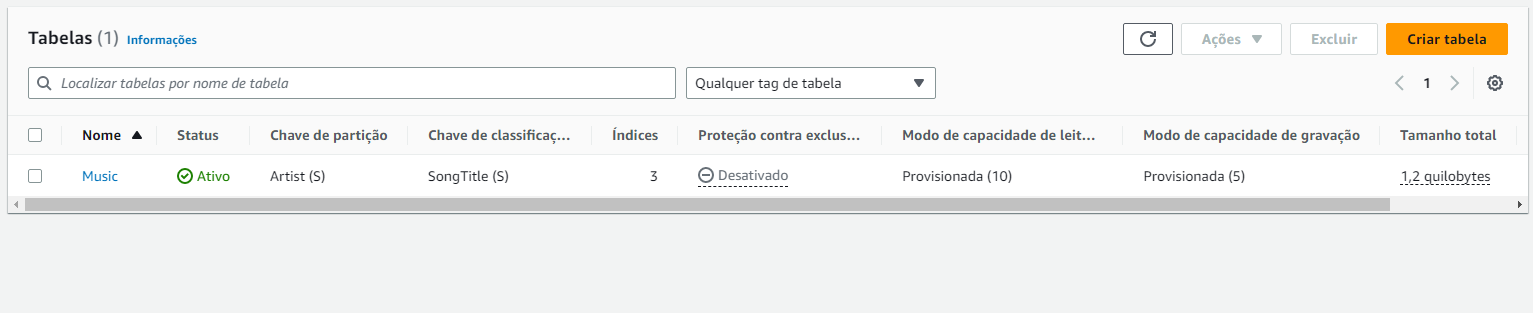 Tabelas (1) Informações
Ações Excluir Criar tabela
Localizar tabelas por nome de tabela Qualquer tag de tabela 1
Nome Status Chave de partição Chave de classificaç... Índices Proteção contra exclus... Modo de capacidade de leit... Modo de capacidade de gravação Tamanho total
Music Ativo Artist (S) SongTitle (S) 3 Desativado Provisionada (10) Provisionada (5) 1,2 quilobytes